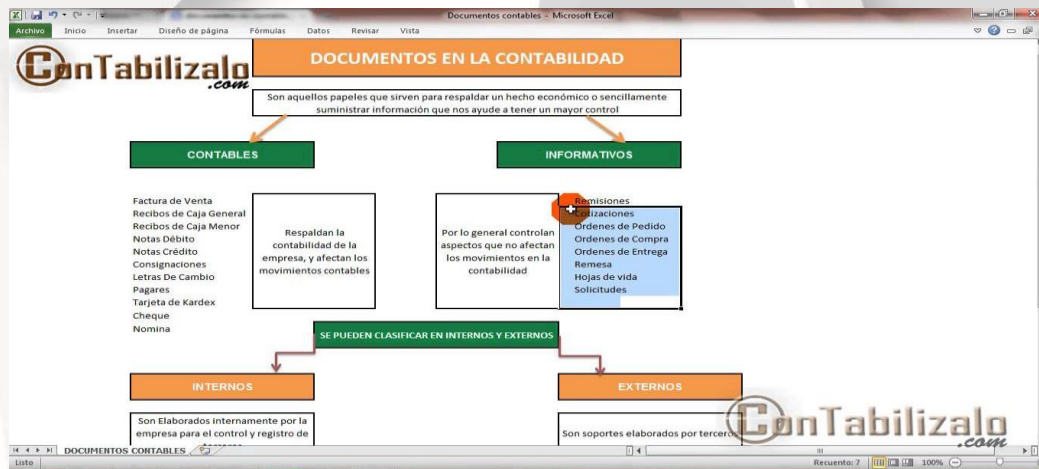 Documentos contables - Microsoft Excel
Archivo Inicio Insertar Diseño de página Fórmulas Datos Revisar Vista
ConTabilizalo
.com
DOCUMENTOS EN LA CONTABILIDAD
Son aquellos papeles que sirven para respaldar un hecho económico o sencillamente
suministrar información que nos ayude a tener un mayor control
CONTABLES
INFORMATIVOS
Factura de Venta
Recibos de Caja General
Recibos de Caja Menor
Notas Débito
Notas Crédito
Consignaciones
Letras De Cambio
Pagares
Tarjeta de Kardex
Cheque
Nomina
Respaldan la
contabilidad de la
empresa, y afectan los
movimientos contables
Por lo general controlan
aspectos que no afectan
los movimientos en la
contabilidad
Remisiones
Cotizaciones
Ordenes de Pedido
Ordenes de Compra
Ordenes de Entrega
Remesa
Hojas de vida
Solicitudes
SE PUEDEN CLASIFICAR EN INTERNOS Y EXTERNOS
INTERNOS
EXTERNOS
Son Elaborados internamente por la
empresa para el control y registro de
Son soportes elaborados por terceros
ConTabilizalo
.com
DOCUMENTOS CONTABLES
Listo
Recuento: 7
100%